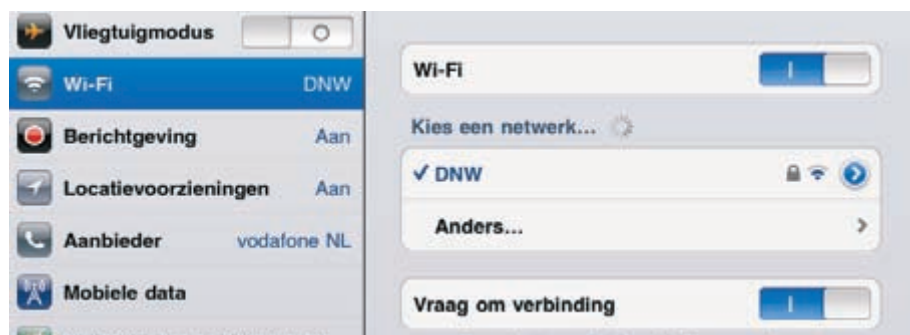 Vliegtuigmodus
Wi-Fi DNW
Berichtgeving Aan
Locatievoorzieningen Aan
Aanbieder vodafone NL
Mobiele data
Wi-Fi
Kies een netwerk...
DNW
Anders...
Vraag om verbinding